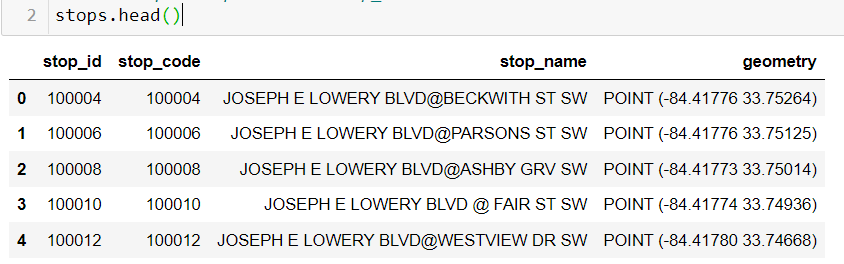 2 stops.head()
stop_id stop_code stop_name geometry
0 100004 100004 JOSEPH E LOWERY BLVD@BECKWITH ST SW POINT (-84.41776 33.75264)
1 100006 100006 JOSEPH E LOWERY BLVD@PARSONS ST SW POINT (-84.41776 33.75125)
2 100008 100008 JOSEPH E LOWERY BLVD@ASHBY GRV SW POINT (-84.41773 33.75014)
3 100010 100010 JOSEPH E LOWERY BLVD @ FAIR ST SW POINT (-84.41774 33.74936)
4 100012 100012 JOSEPH E LOWERY BLVD@WESTVIEW DR SW POINT (-84.41780 33.74668)